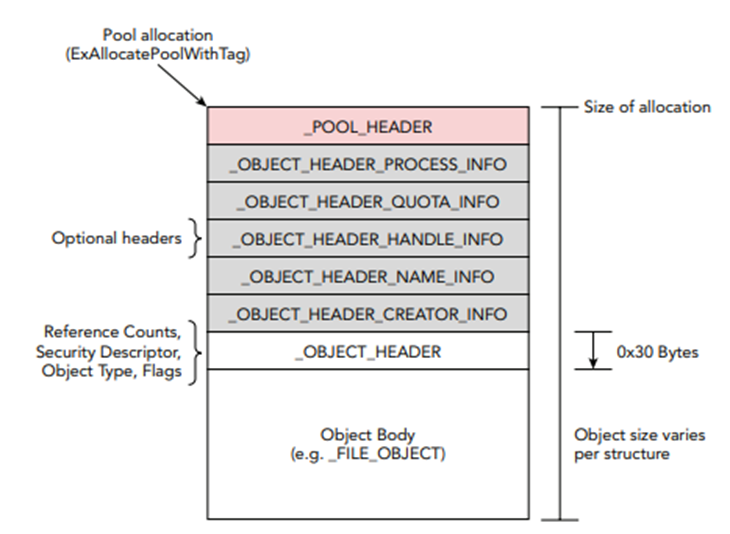 Pool allocation
(ExAllocatePoolWithTag)
Size of allocation
_POOL_HEADER
_OBJECT_HEADER_PROCESS_INFO
_OBJECT_HEADER_QUOTA_INFO
Optional headers
_OBJECT_HEADER_HANDLE_INFO
_OBJECT_HEADER_NAME_INFO
_OBJECT_HEADER_CREATOR_INFO
Reference Counts,
Security Descriptor,
Object Type, Flags
_OBJECT_HEADER
0x30 Bytes
Object Body
(e.g. _FILE_OBJECT)
Object size varies
per structure